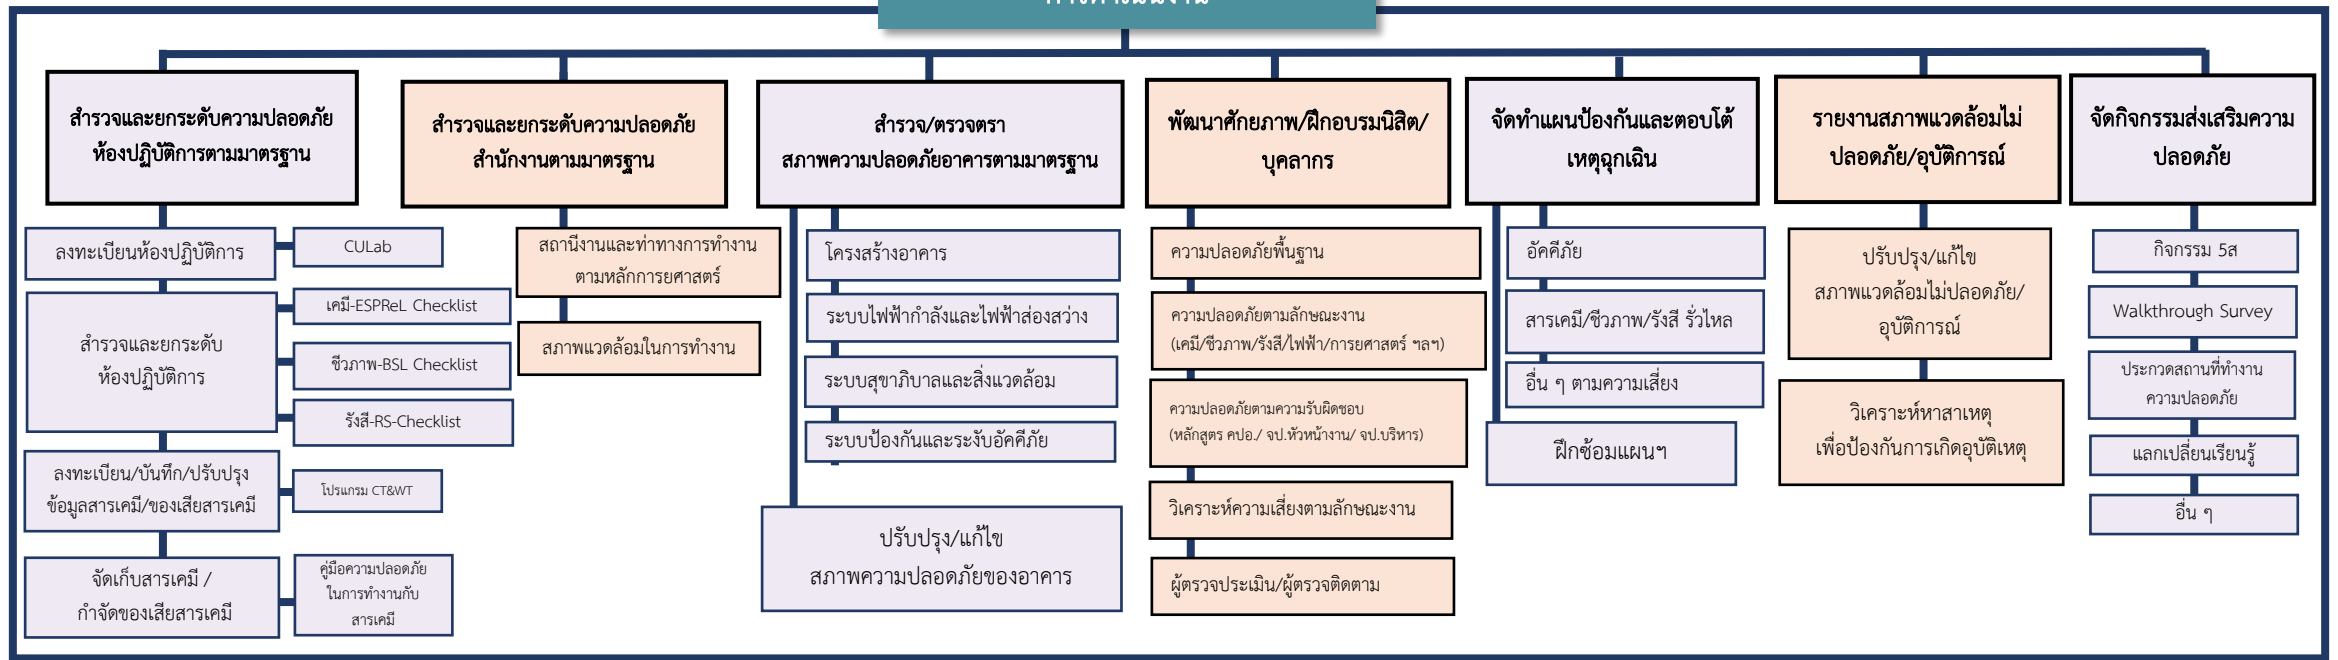 การดำเนินงาน
สำรวจและยกระดับความปลอดภัย
ห้องปฏิบัติการตามมาตรฐาน
ลงทะเบียนห้องปฏิบัติการ
CULab
สำรวจและยกระดับ
ห้องปฏิบัติการ
เคมี-ESPReL Checklist
ชีวภาพ-BSL Checklist
รังสี-RS-Checklist
ลงทะเบียน/บันทึก/ปรับปรุง
ข้อมูลสารเคมี/ของเสียสารเคมี
โปรแกรม CT&WT
จัดเก็บสารเคมี /
กำจัดของเสียสารเคมี
คู่มือความปลอดภัย
ในการทำงานกับ
สารเคมี
สำรวจและยกระดับความปลอดภัย
สำนักงานตามมาตรฐาน
สถานีงานและท่าทางการทำงาน
ตามหลักการยศาสตร์
สภาพแวดล้อมในการทำงาน
สำรวจ/ตรวจตรา
สภาพความปลอดภัยอาคารตามมาตรฐาน
โครงสร้างอาคาร
ระบบไฟฟ้ากำลังและไฟฟ้าส่องสว่าง
ระบบสุขาภิบาลและสิ่งแวดล้อม
ระบบป้องกันและระงับอัคคีภัย
ปรับปรุง/แก้ไข
สภาพความปลอดภัยของอาคาร
พัฒนาศักยภาพ/ฝึกอบรมนิสิต/
บุคลากร
ความปลอดภัยพื้นฐาน
ความปลอดภัยตามลักษณะงาน
(เคมี/ชีวภาพ/รังสี/ไฟฟ้า/การยศาสตร์ ฯลฯ)
ความปลอดภัยตามความรับผิดชอบ
(หลักสูตร คปอ./ จป.หัวหน้างาน/ จป.บริหาร)
วิเคราะห์ความเสี่ยงตามลักษณะงาน
ผู้ตรวจประเมิน/ผู้ตรวจติดตาม
จัดทำแผนป้องกันและตอบโต้
เหตุฉุกเฉิน
อัคคีภัย
สารเคมี/ชีวภาพ/รังสี รั่วไหล
อื่น ๆ ตามความเสี่ยง
ฝึกซ้อมแผนฯ
รายงานสภาพแวดล้อมไม่
ปลอดภัย/อุบัติการณ์
ปรับปรุง/แก้ไข
สภาพแวดล้อมไม่ปลอดภัย/
อุบัติการณ์
วิเคราะห์หาสาเหตุ
เพื่อป้องกันการเกิดอุบัติเหตุ
จัดกิจกรรมส่งเสริมความ
ปลอดภัย
กิจกรรม 5ส
Walkthrough Survey
ประกวดสถานที่ทำงาน
ความปลอดภัย
แลกเปลี่ยนเรียนรู้
อื่น ๆ